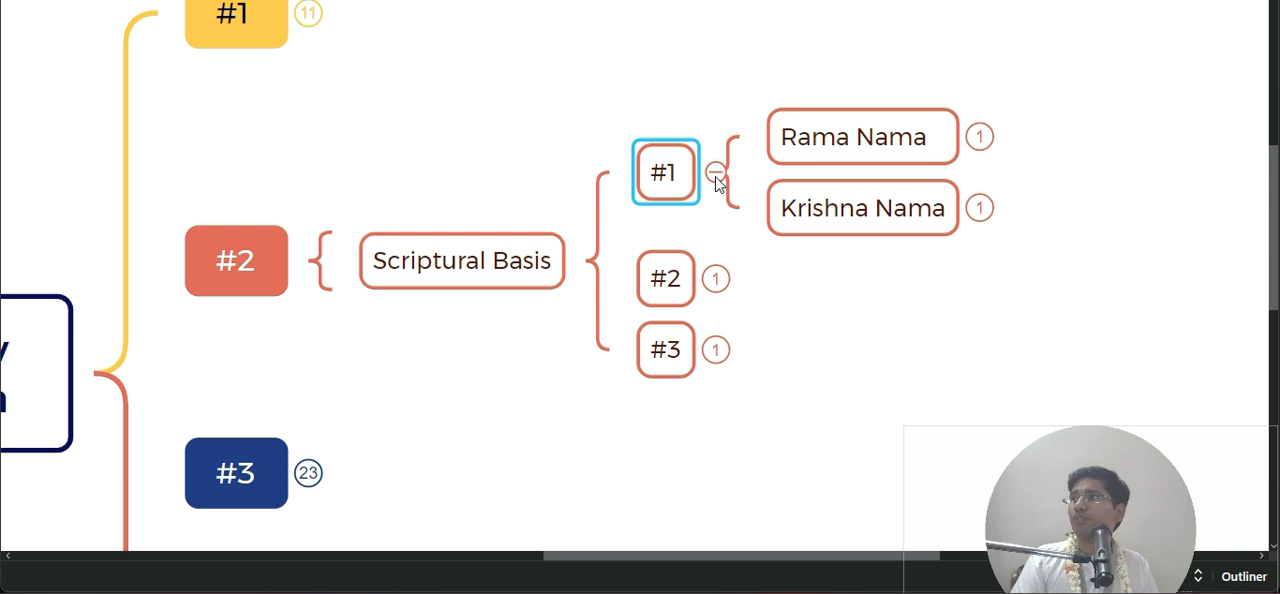 #1 11
Rama Nama 1
#1
Krishna Nama 1
#2 Scriptural Basis
#2 1
#3 1
#3 23
Outliner